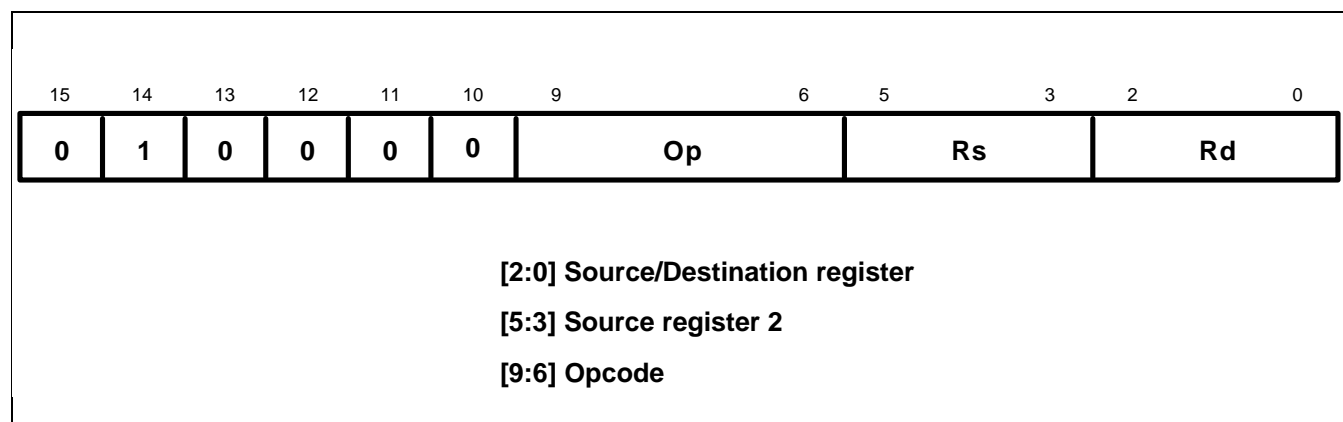 15 14 13 12 11 10 9 6 5 3 2 0
0 1 0 0 0 0 Op Rs Rd
[2:0] Source/Destination register
[5:3] Source register 2
[9:6] Opcode